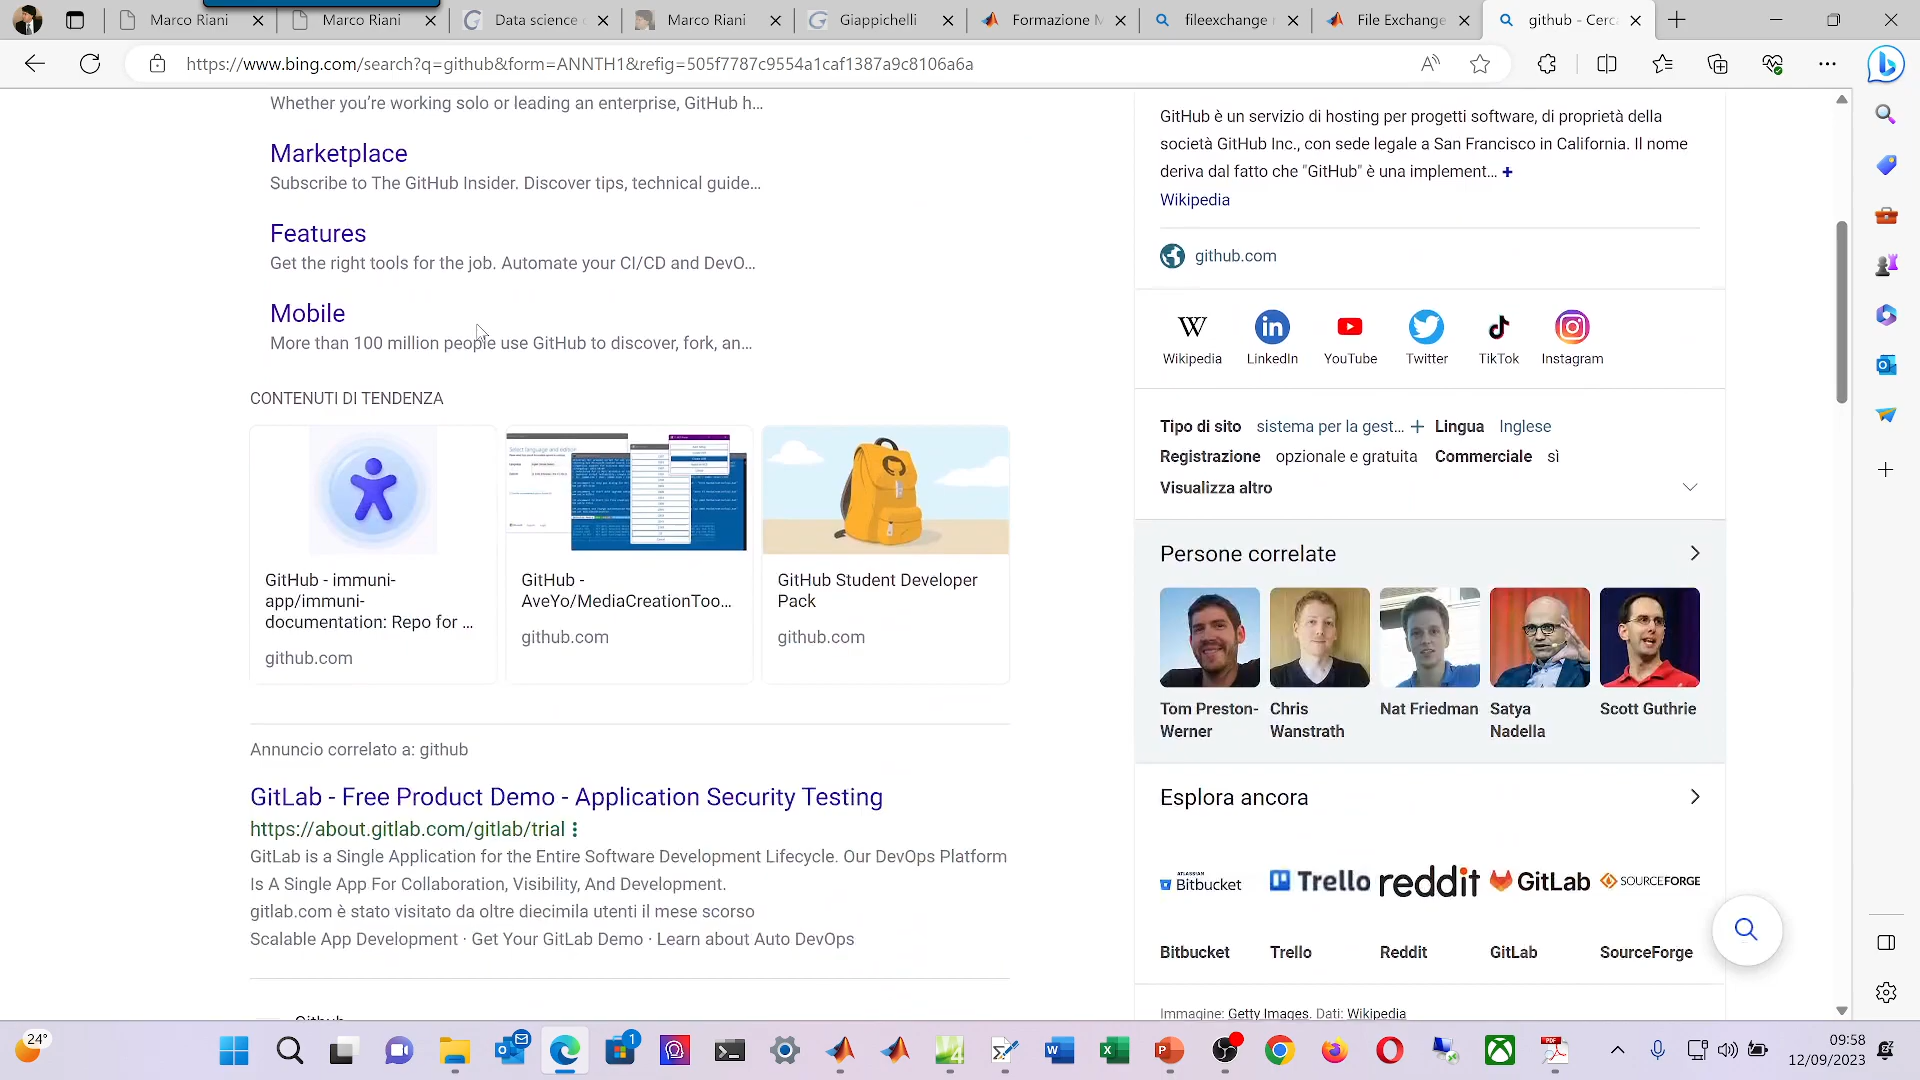 Marco Riani
Marco Riani
Data science
Marco Riani
Giappichelli
Formazione M
fileexchange
File Exchange
github - Cerca
https://www.bing.com/search?q=github&form=ANNTH1&refig=505f7787c9554a1caf1387a9c8106a6a
Whether you’re working solo or leading an enterprise, GitHub h...
Marketplace
Subscribe to The GitHub Insider. Discover tips, technical guide...
Features
Get the right tools for the job. Automate your CI/CD and DevO...
Mobile
More than 100 million people use GitHub to discover, fork, an...
CONTENUTI DI TENDENZA
GitHub - immuni-
app/immuni-
documentation: Repo for ...
github.com
GitHub -
AveYo/MediaCreationToo...
github.com
GitHub Student Developer
Pack
github.com
Annuncio correlato a: github
GitLab - Free Product Demo - Application Security Testing
https://about.gitlab.com/gitlab/trial
GitLab is a Single Application for the Entire Software Development Lifecycle. Our DevOps Platform
Is A Single App For Collaboration, Visibility, And Development.
gitlab.com è stato visitato da oltre diecimila utenti il mese scorso
Scalable App Development · Get Your GitLab Demo · Learn about Auto DevOps
Github
GitHub è un servizio di hosting per progetti software, di proprietà della
società GitHub Inc., con sede legale a San Francisco in California. Il nome
deriva dal fatto che "GitHub" è una implement... +
Wikipedia
github.com
Wikipedia
LinkedIn
YouTube
Twitter
TikTok
Instagram
Tipo di sito sistema per la gest... + Lingua Inglese
Registrazione opzionale e gratuita Commerciale sì
Visualizza altro
Persone correlate
Tom Preston-
Werner
Chris
Wanstrath
Nat Friedman
Satya
Nadella
Scott Guthrie
Esplora ancora
ATLASSIAN
Bitbucket
Trello
reddit
GitLab
SOURCEFORGE
Bitbucket
Trello
Reddit
GitLab
SourceForge
Immagine: Getty Images. Dati: Wikipedia
24°
09:58
12/09/2023